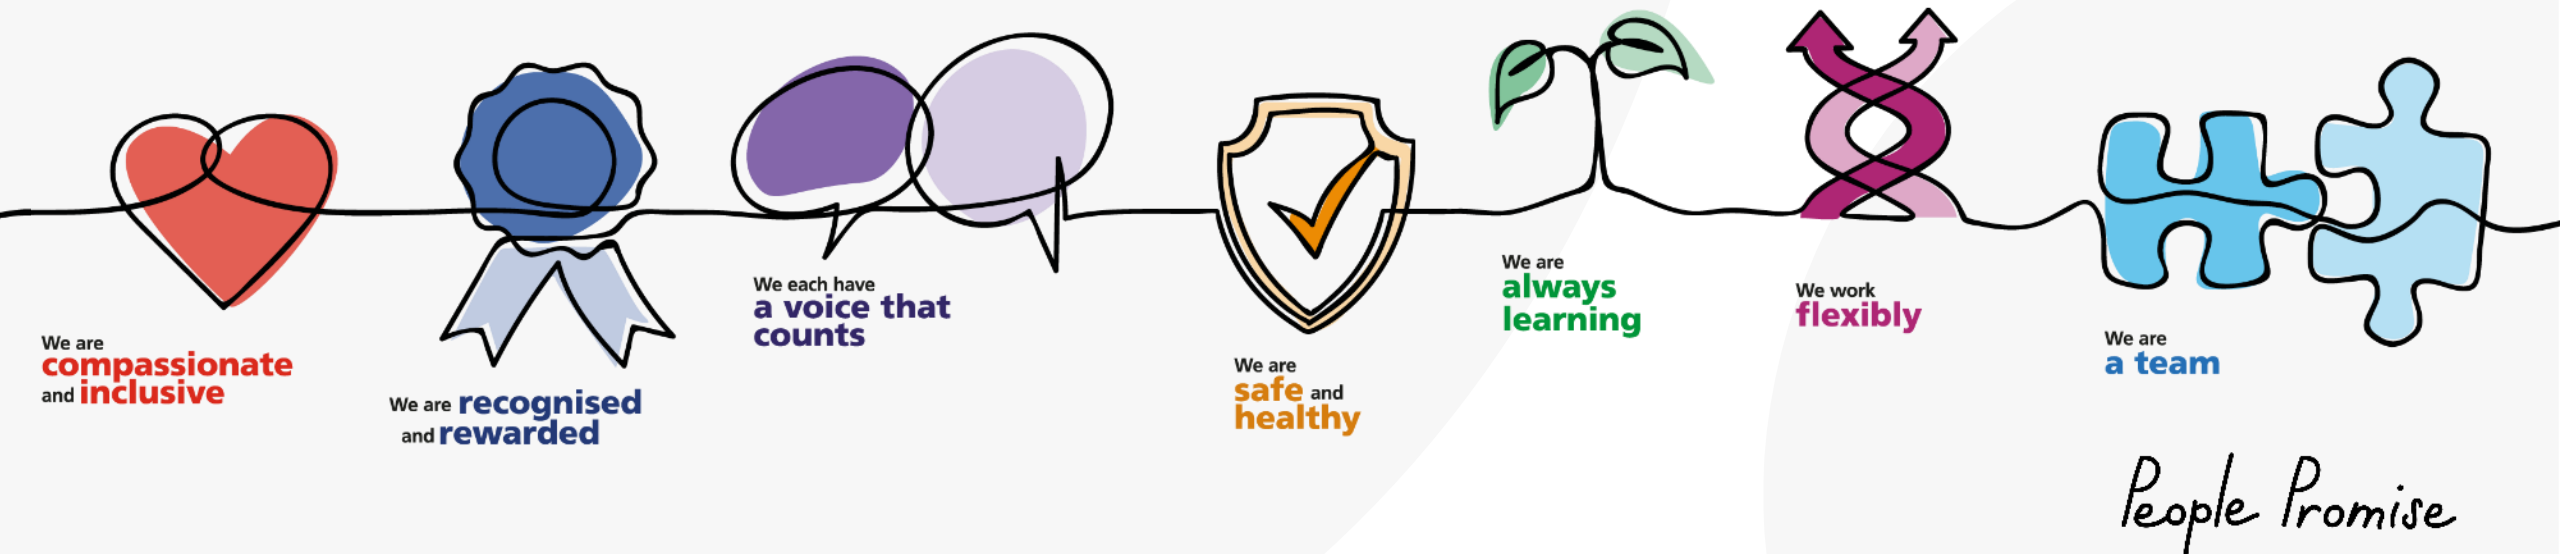 We are
compassionate
and inclusive
We are recognised
and rewarded
We each have
a voice that
counts
We are
safe and
healthy
We are
always
learning
We work
flexibly
We are
a team
People Promise